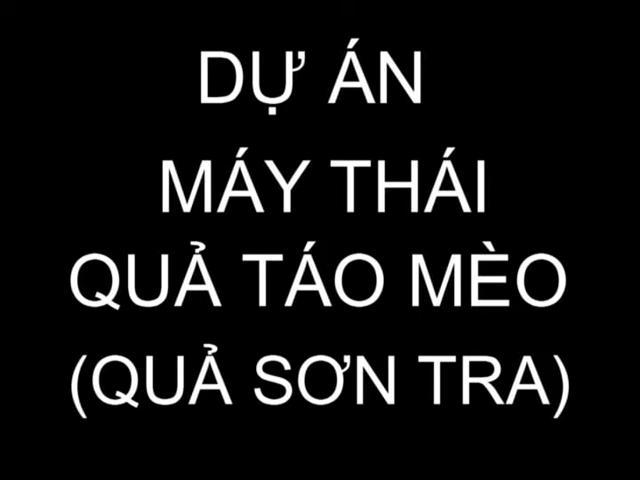 DỰ ÁN
MÁY THÁI
QUẢ TÁO MÈO
(QUẢ SƠN TRA)